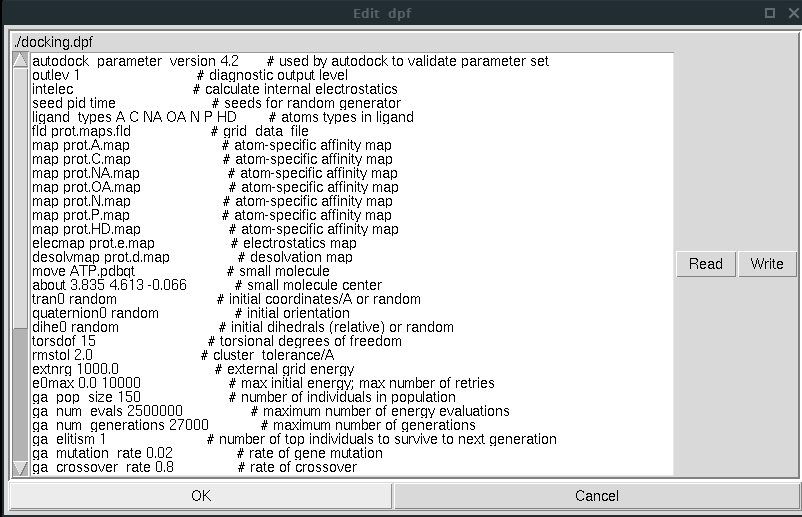 Edit dpf
./docking.dpf
autodock_parameter_version 4.2 # used by autodock to validate parameter set
outlev 1 # diagnostic output level
intelec # calculate internal electrostatics
seed pid time # seeds for random generator
ligand_types A C NA OA N P HD # atoms types in ligand
fld prot.maps.fld # grid_data_file
map prot.A.map # atom-specific affinity map
map prot.C.map # atom-specific affinity map
map prot.NA.map # atom-specific affinity map
map prot.OA.map # atom-specific affinity map
map prot.N.map # atom-specific affinity map
map prot.P.map # atom-specific affinity map
map prot.HD.map # atom-specific affinity map
elecmap prot.e.map # electrostatics map
desolvmap prot.d.map # desolvation map
move ATP.pdbqt # small molecule
about 3.835 4.613 -0.066 # small molecule center
tran0 random # initial coordinates/A or random
quaternion0 random # initial orientation
dihe0 random # initial dihedrals (relative) or random
torsdof 15 # torsional degrees of freedom
rmstol 2.0 # cluster_tolerance/A
extnrg 1000.0 # external grid energy
e0max 0.0 10000 # max initial energy; max number of retries
ga_pop_size 150 # number of individuals in population
ga_num_evals 2500000 # maximum number of energy evaluations
ga_num_generations 27000 # maximum number of generations
ga_elitism 1 # number of top individuals to survive to next generation
ga_mutation_rate 0.02 # rate of gene mutation
ga_crossover_rate 0.8 # rate of crossover
Read Write
OK Cancel